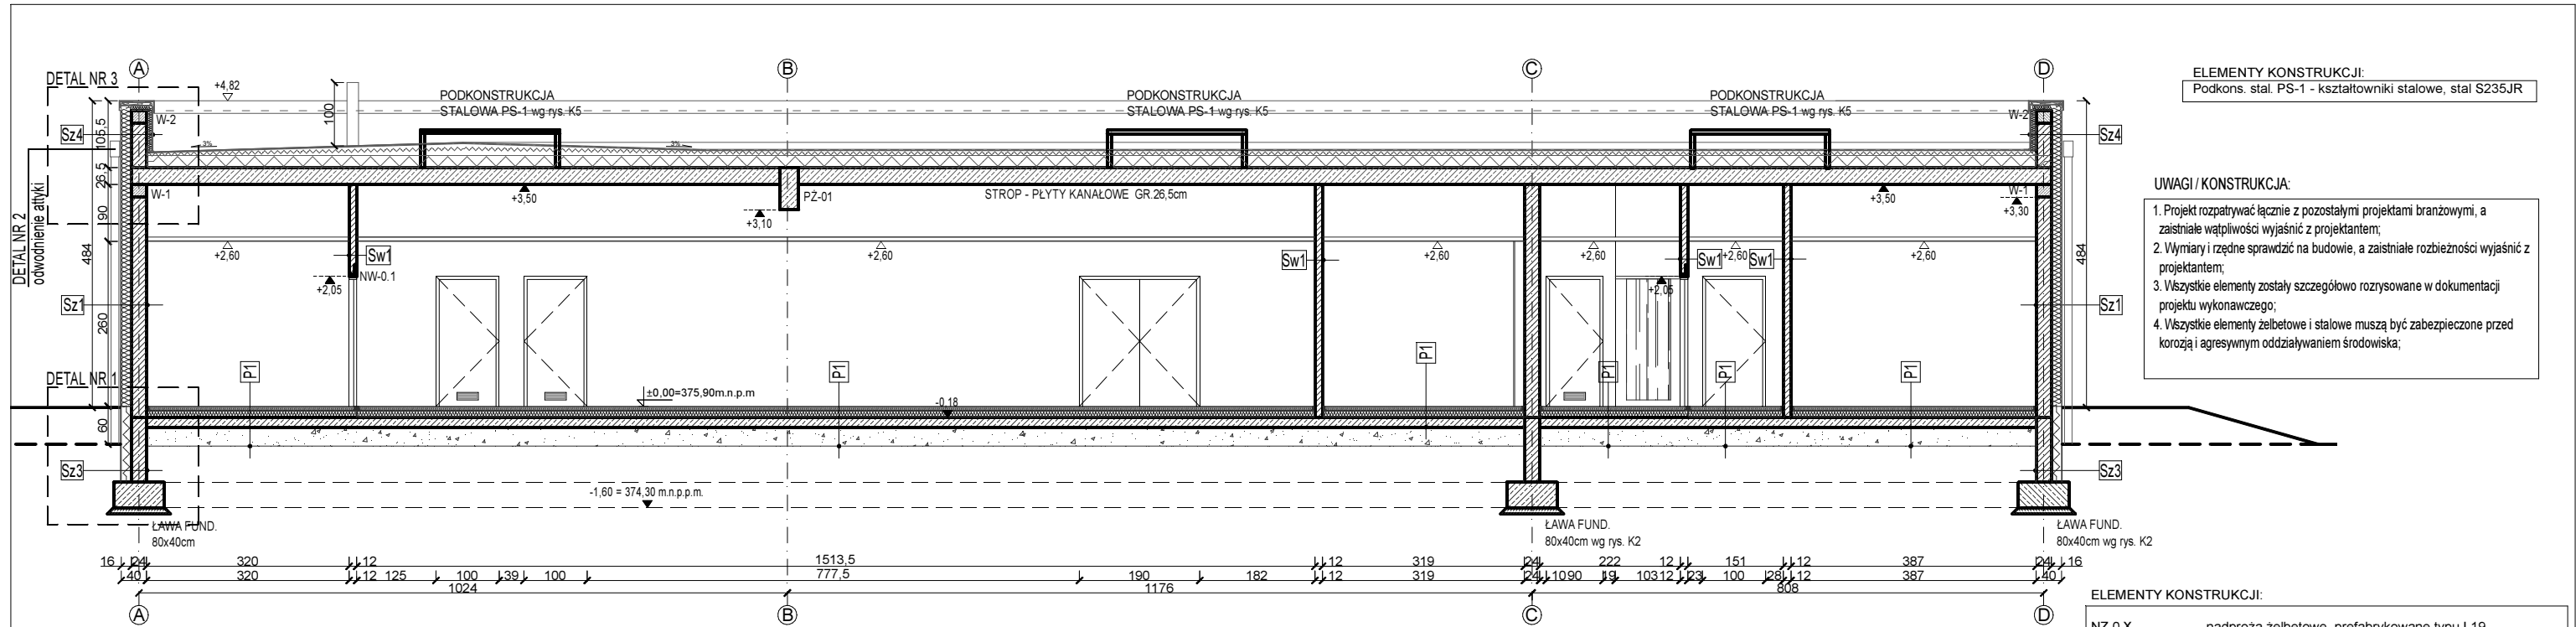 A
B
C
D
DETAL NR 3
+4,82
100
PODKONSTRUKCJA
STALOWA PS-1 wg rys. K5
PODKONSTRUKCJA
STALOWA PS-1 wg rys. K5
PODKONSTRUKCJA
STALOWA PS-1 wg rys. K5
ELEMENTY KONSTRUKCJI:
Podkons. stal. PS-1 - kształtowniki stalowe, stal S235JR
Sz4
105,5
W-2
3%
3%
W-2
Sz4
DETAL NR 2
odwodnienie attyki
26,5
W-1
+3,50
PŻ-01
STROP - PŁYTY KANAŁOWE GR.26,5cm
+3,50
W-1
+3,30
90
+3,10
484
484
+2,60
Sw1
+2,60
Sw1
+2,60
+2,60
Sw1
+2,60
Sw1
+2,60
NW-0.1
+2,05
+2,05
UWAGI / KONSTRUKCJA:
1. Projekt rozpatrywać łącznie z pozostałymi projektami branżowymi, a
zaistniałe wątpliwości wyjaśnić z projektantem;
2. Wymiary i rzędne sprawdzić na budowie, a zaistniałe rozbieżności wyjaśnić z
projektantem;
3. Wszystkie elementy zostały szczegółowo rozrysowane w dokumentacji
projektu wykonawczego;
4. Wszystkie elementy żelbetowe i stalowe muszą być zabezpieczone przed
korozją i agresywnym oddziaływaniem środowiska;
Sz1
260
Sz1
DETAL NR 1
P1
P1
P1
P1
P1
P1
±0,00=375,90m.n.p.m
-0,18
60
Sz3
Sz3
-1,60 = 374,30 m.n.p.p.m.
ŁAWA FUND.
80x40cm
ŁAWA FUND.
80x40cm wg rys. K2
ŁAWA FUND.
80x40cm wg rys. K2
16 24 320 12 1513,5 12 319 24 222 12 151 12 387 24 16
40 320 12 125 100 39 100 777,5 190 182 12 319 24 10 90 19 103 12 23 100 28 12 387 40
1024 1176 808
A
B
C
D
ELEMENTY KONSTRUKCJI: